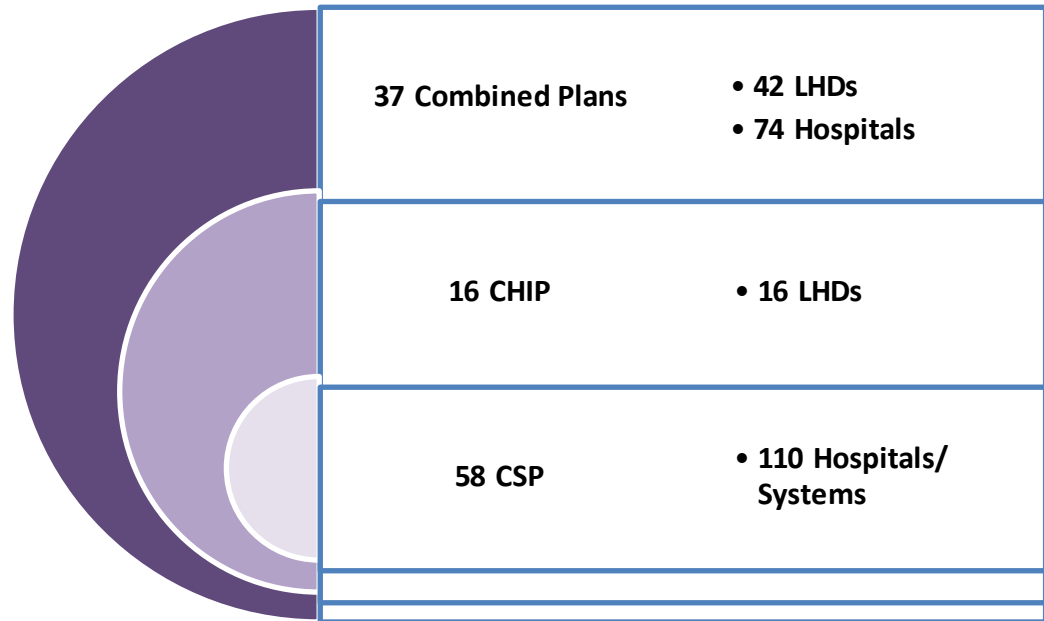 37 Combined Plans
• 42 LHDs
• 74 Hospitals
16 CHIP
• 16 LHDs
58 CSP
• 110 Hospitals/
Systems